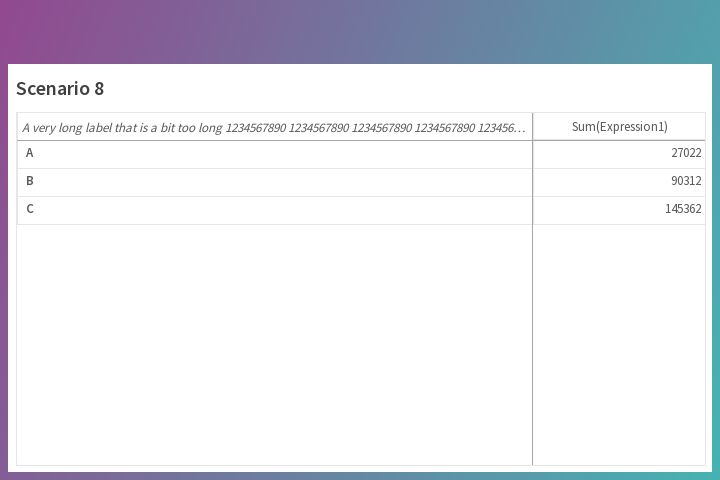 Scenario 8
A very long label that is a bit too long 1234567890 1234567890 1234567890 1234567890 123456… Sum(Expression1)
A 27022
B 90312
C 145362